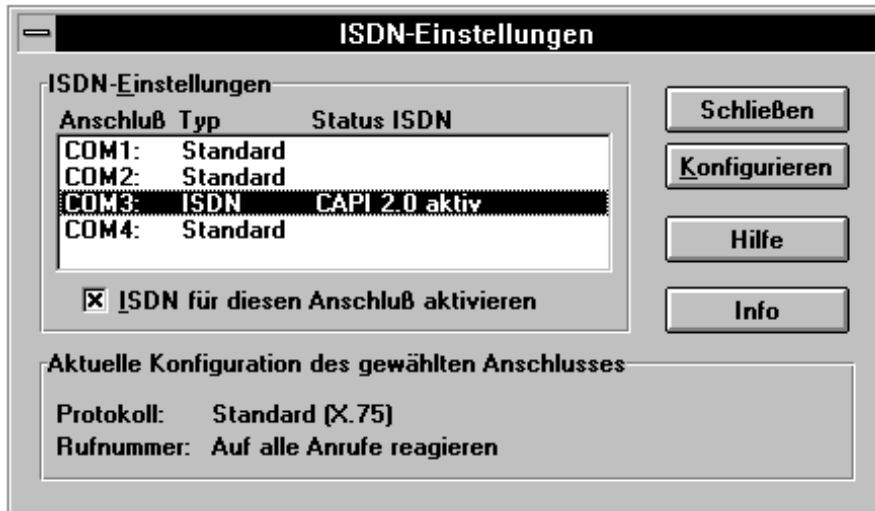 ISDN-Einstellungen
ISDN-Einstellungen
Anschluß Typ Status ISDN
COM1: Standard
COM2: Standard
COM3: ISDN CAPI 2.0 aktiv
COM4: Standard
ISDN für diesen Anschluß aktivieren
Schließen
Konfigurieren
Hilfe
Info
Aktuelle Konfiguration des gewählten Anschlusses
Protokoll: Standard (X.75)
Rufnummer: Auf alle Anrufe reagieren